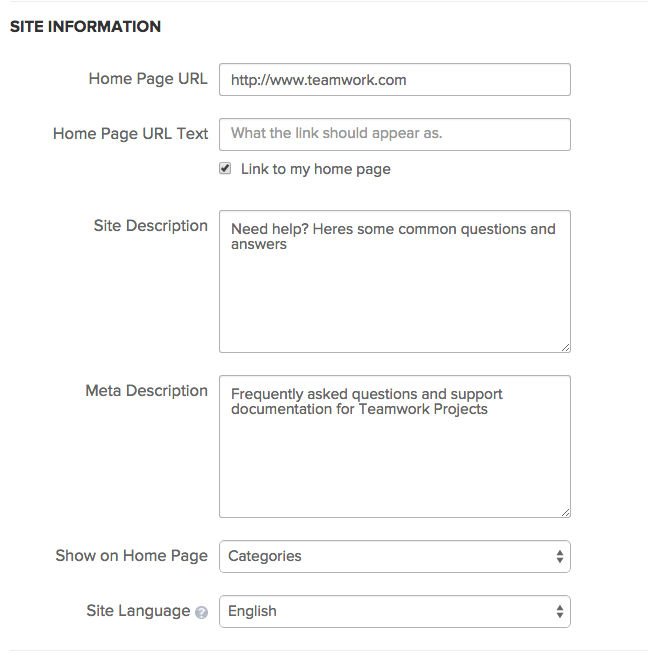 SITE INFORMATION
Home Page URL
http://www.teamwork.com
Home Page URL Text
What the link should appear as.
Link to my home page
Site Description
Need help? Heres some common questions and
answers
Meta Description
Frequently asked questions and support
documentation for Teamwork Projects
Show on Home Page
Categories
Site Language ?
English